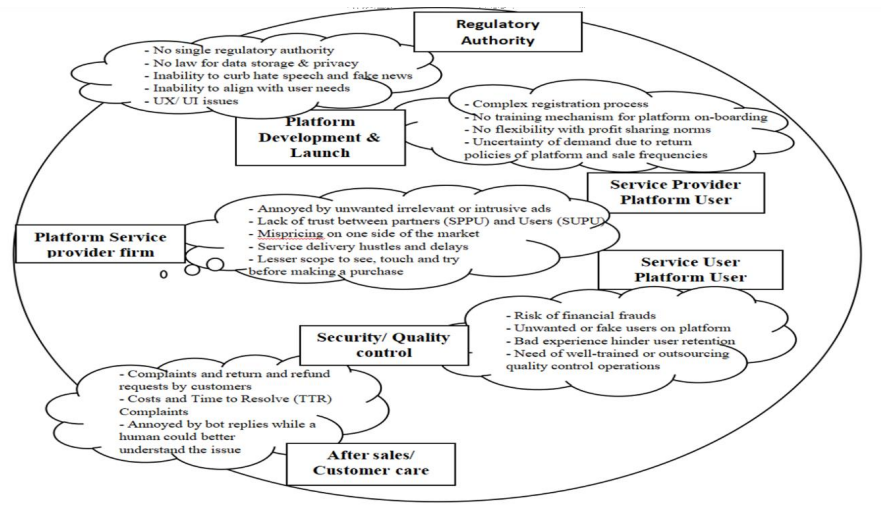 Regulatory
Authority
- No single regulatory authority
- No law for data storage & privacy
- Inability to curb hate speech and fake news
- Inability to align with user needs
- UX/ UI issues
Platform
Development &
Launch
- Complex registration process
- No training mechanism for platform on-boarding
- No flexibility with profit sharing norms
- Uncertainty of demand due to return
policies of platform and sale frequencies
Service Provider
Platform User
- Annoyed by unwanted irrelevant or intrusive ads
- Lack of trust between partners (SPPU) and Users (SUPU)
- Mispricing on one side of the market
- Service delivery hustles and delays
- Lesser scope to see, touch and try
before making a purchase
Platform Service
provider firm
Service User
Platform User
- Risk of financial frauds
- Unwanted or fake users on platform
- Bad experience hinder user retention
- Need of well-trained or outsourcing
quality control operations
Security/ Quality
control
- Complaints and return and refund
requests by customers
- Costs and Time to Resolve (TTR)
Complaints
- Annoyed by bot replies while a
human could better
understand the issue
After sales/
Customer care